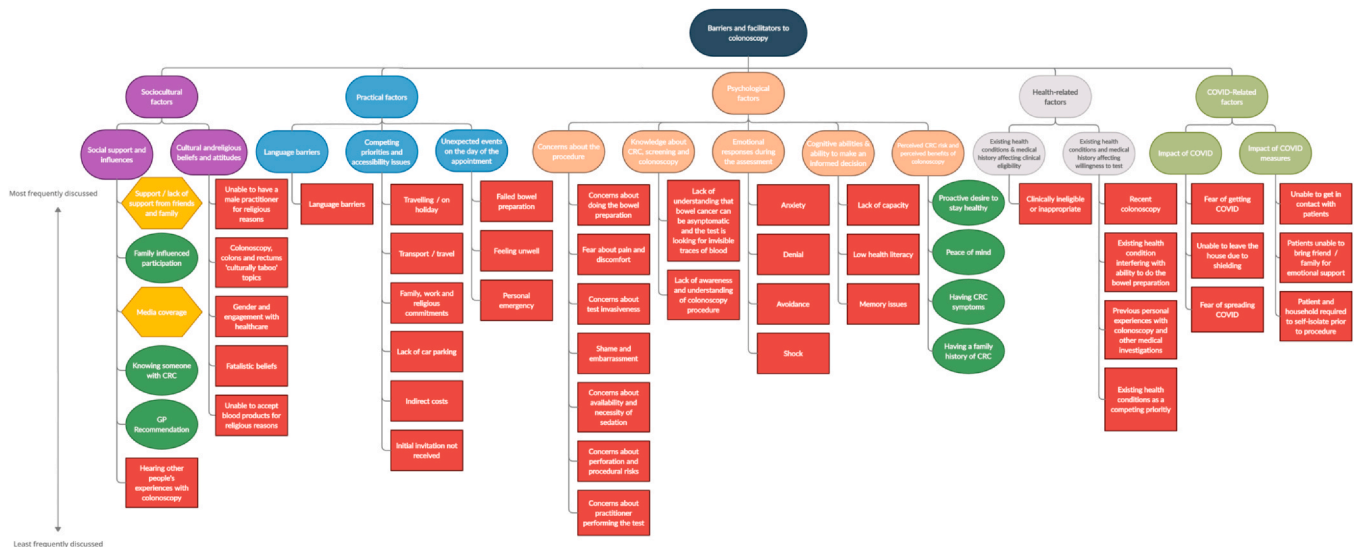 Barriers and facilitators to
colonoscopy
Sociocultural
factors
Practical factors
Psychological
factors
Health-related
factors
COVID-Related
factors
Social support and
influences
Cultural andreligious
beliefs and attitudes
Language barriers
Competing
priorities and
accessibility issues
Unexpected events
on the day of the
appointment
Concerns about the
procedure
Knowledge about CRC,
screening and
colonoscopy
Emotional
responses during
the assessment
Cognitive abilities &
ability to make an
informed decision
Perceived CRC risk and
perceived benefits of
colonoscopy
Existing health
conditions & medical
history affecting clinical
eligibility
Existing health
conditions and medical
history affecting
willingness to test
Impact of COVID
Impact of COVID
measures
Most frequently discussed
Least frequently discussed
Support / lack of
support from friends
and family
Family influenced
participation
Media coverage
Knowing someone
with CRC
GP
Recommendation
Hearing other
people's
experiences with
colonoscopy
Unable to have a
male practitioner
for religious
reasons
Colonoscopy,
colons and rectums
'culturally taboo'
topics
Gender and
engagement with
healthcare
Fatalistic beliefs
Unable to accept
blood products for
religious reasons
Language barriers
Travelling / on
holiday
Transport / travel
Family, work and
religious
commitments
Lack of car parking
Indirect costs
Initial invitation not
received
Failed bowel
preparation
Feeling unwell
Personal
emergency
Concerns about
doing the bowel
preparation
Fear about pain and
discomfort
Concerns about
test invasiveness
Shame and
embarrassment
Concerns about
availability and
necessity of
sedation
Concerns about
perforation and
procedural risks
Concerns about
practitioner
performing the test
Lack of
understanding that
bowel cancer can
be asymptomatic
and the test is
looking for invisible
traces of blood
Lack of awareness
and understanding
of colonoscopy
procedure
Anxiety
Denial
Avoidance
Shock
Lack of capacity
Low health literacy
Memory issues
Proactive desire to
stay healthy
Peace of mind
Having CRC
symptoms
Having a family
history of CRC
Clinically ineligible
or inappropriate
Recent
colonoscopy
Existing health
condition
interfering with
ability to do the
bowel preparation
Previous personal
experiences with
colonoscopy and
other medical
investigations
Existing health
conditions as a
competing priority
Fear of getting
COVID
Unable to leave the
house due to
shielding
Fear of spreading
COVID
Unable to get in
contact with
patients
Patients unable to
bring friend /
family for
emotional support
Patient and
household required
to self-isolate prior
to procedure